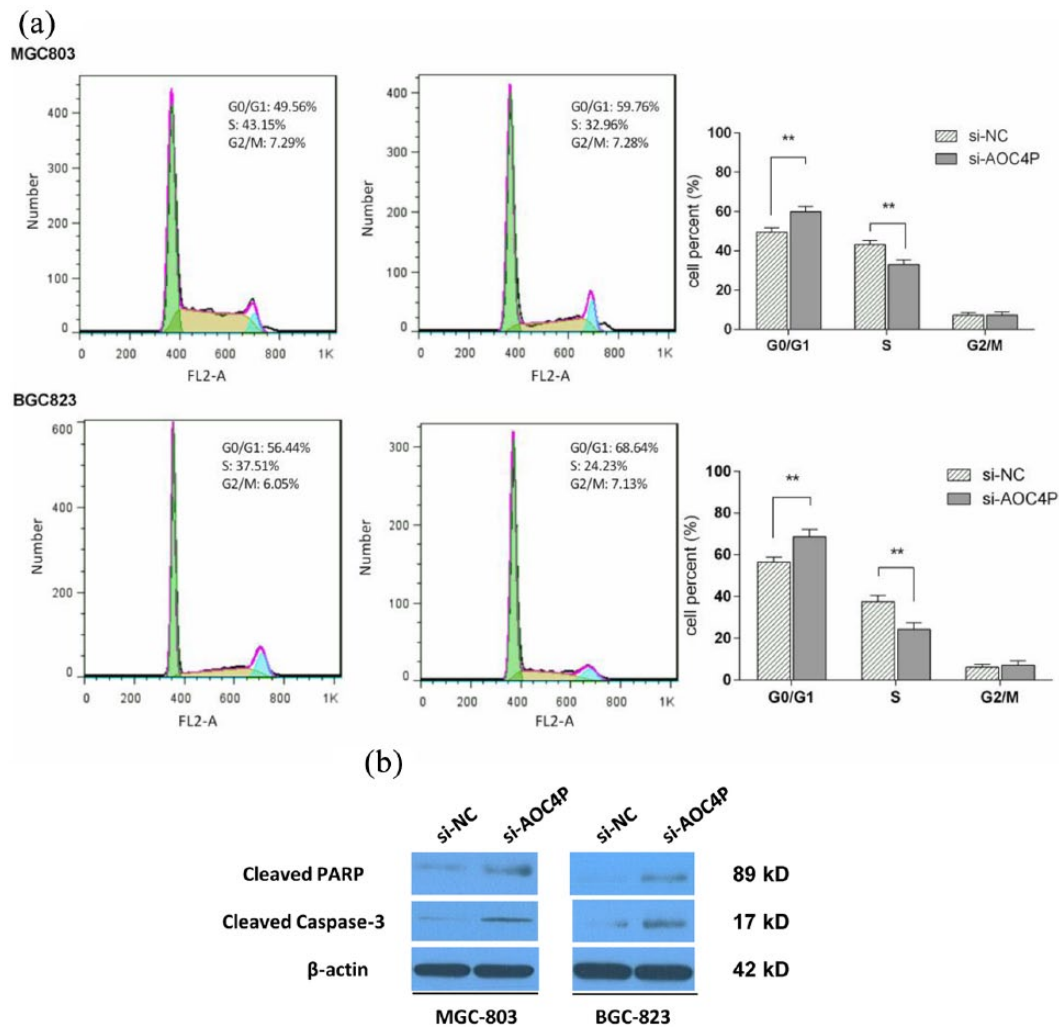 (a)
MGC803
G0/G1: 49.56%
S: 43.15%
G2/M: 7.29%
Number
400
300
200
100
0
0 200 400 600 800 1K
FL2-A
G0/G1: 59.76%
S: 32.96%
G2/M: 7.28%
Number
400
300
200
100
0
0 200 400 600 800 1K
FL2-A
si-NC
si-AOC4P
cell percent (%)
100
80
60
40
20
0
**
**
G0/G1 S G2/M
BGC823
G0/G1: 56.44%
S: 37.51%
G2/M: 6.05%
Number
600
400
200
0
0 200 400 600 800 1K
FL2-A
G0/G1: 68.64%
S: 24.23%
G2/M: 7.13%
Number
300
200
100
0
0 200 400 600 800 1K
FL2-A
si-NC
si-AOC4P
cell percent (%)
100
80
60
40
20
0
**
**
G0/G1 S G2/M
(b)
si-NC si-AOC4P si-NC si-AOC4P
Cleaved PARP 89 kD
Cleaved Caspase-3 17 kD
β-actin 42 kD
MGC-803 BGC-823